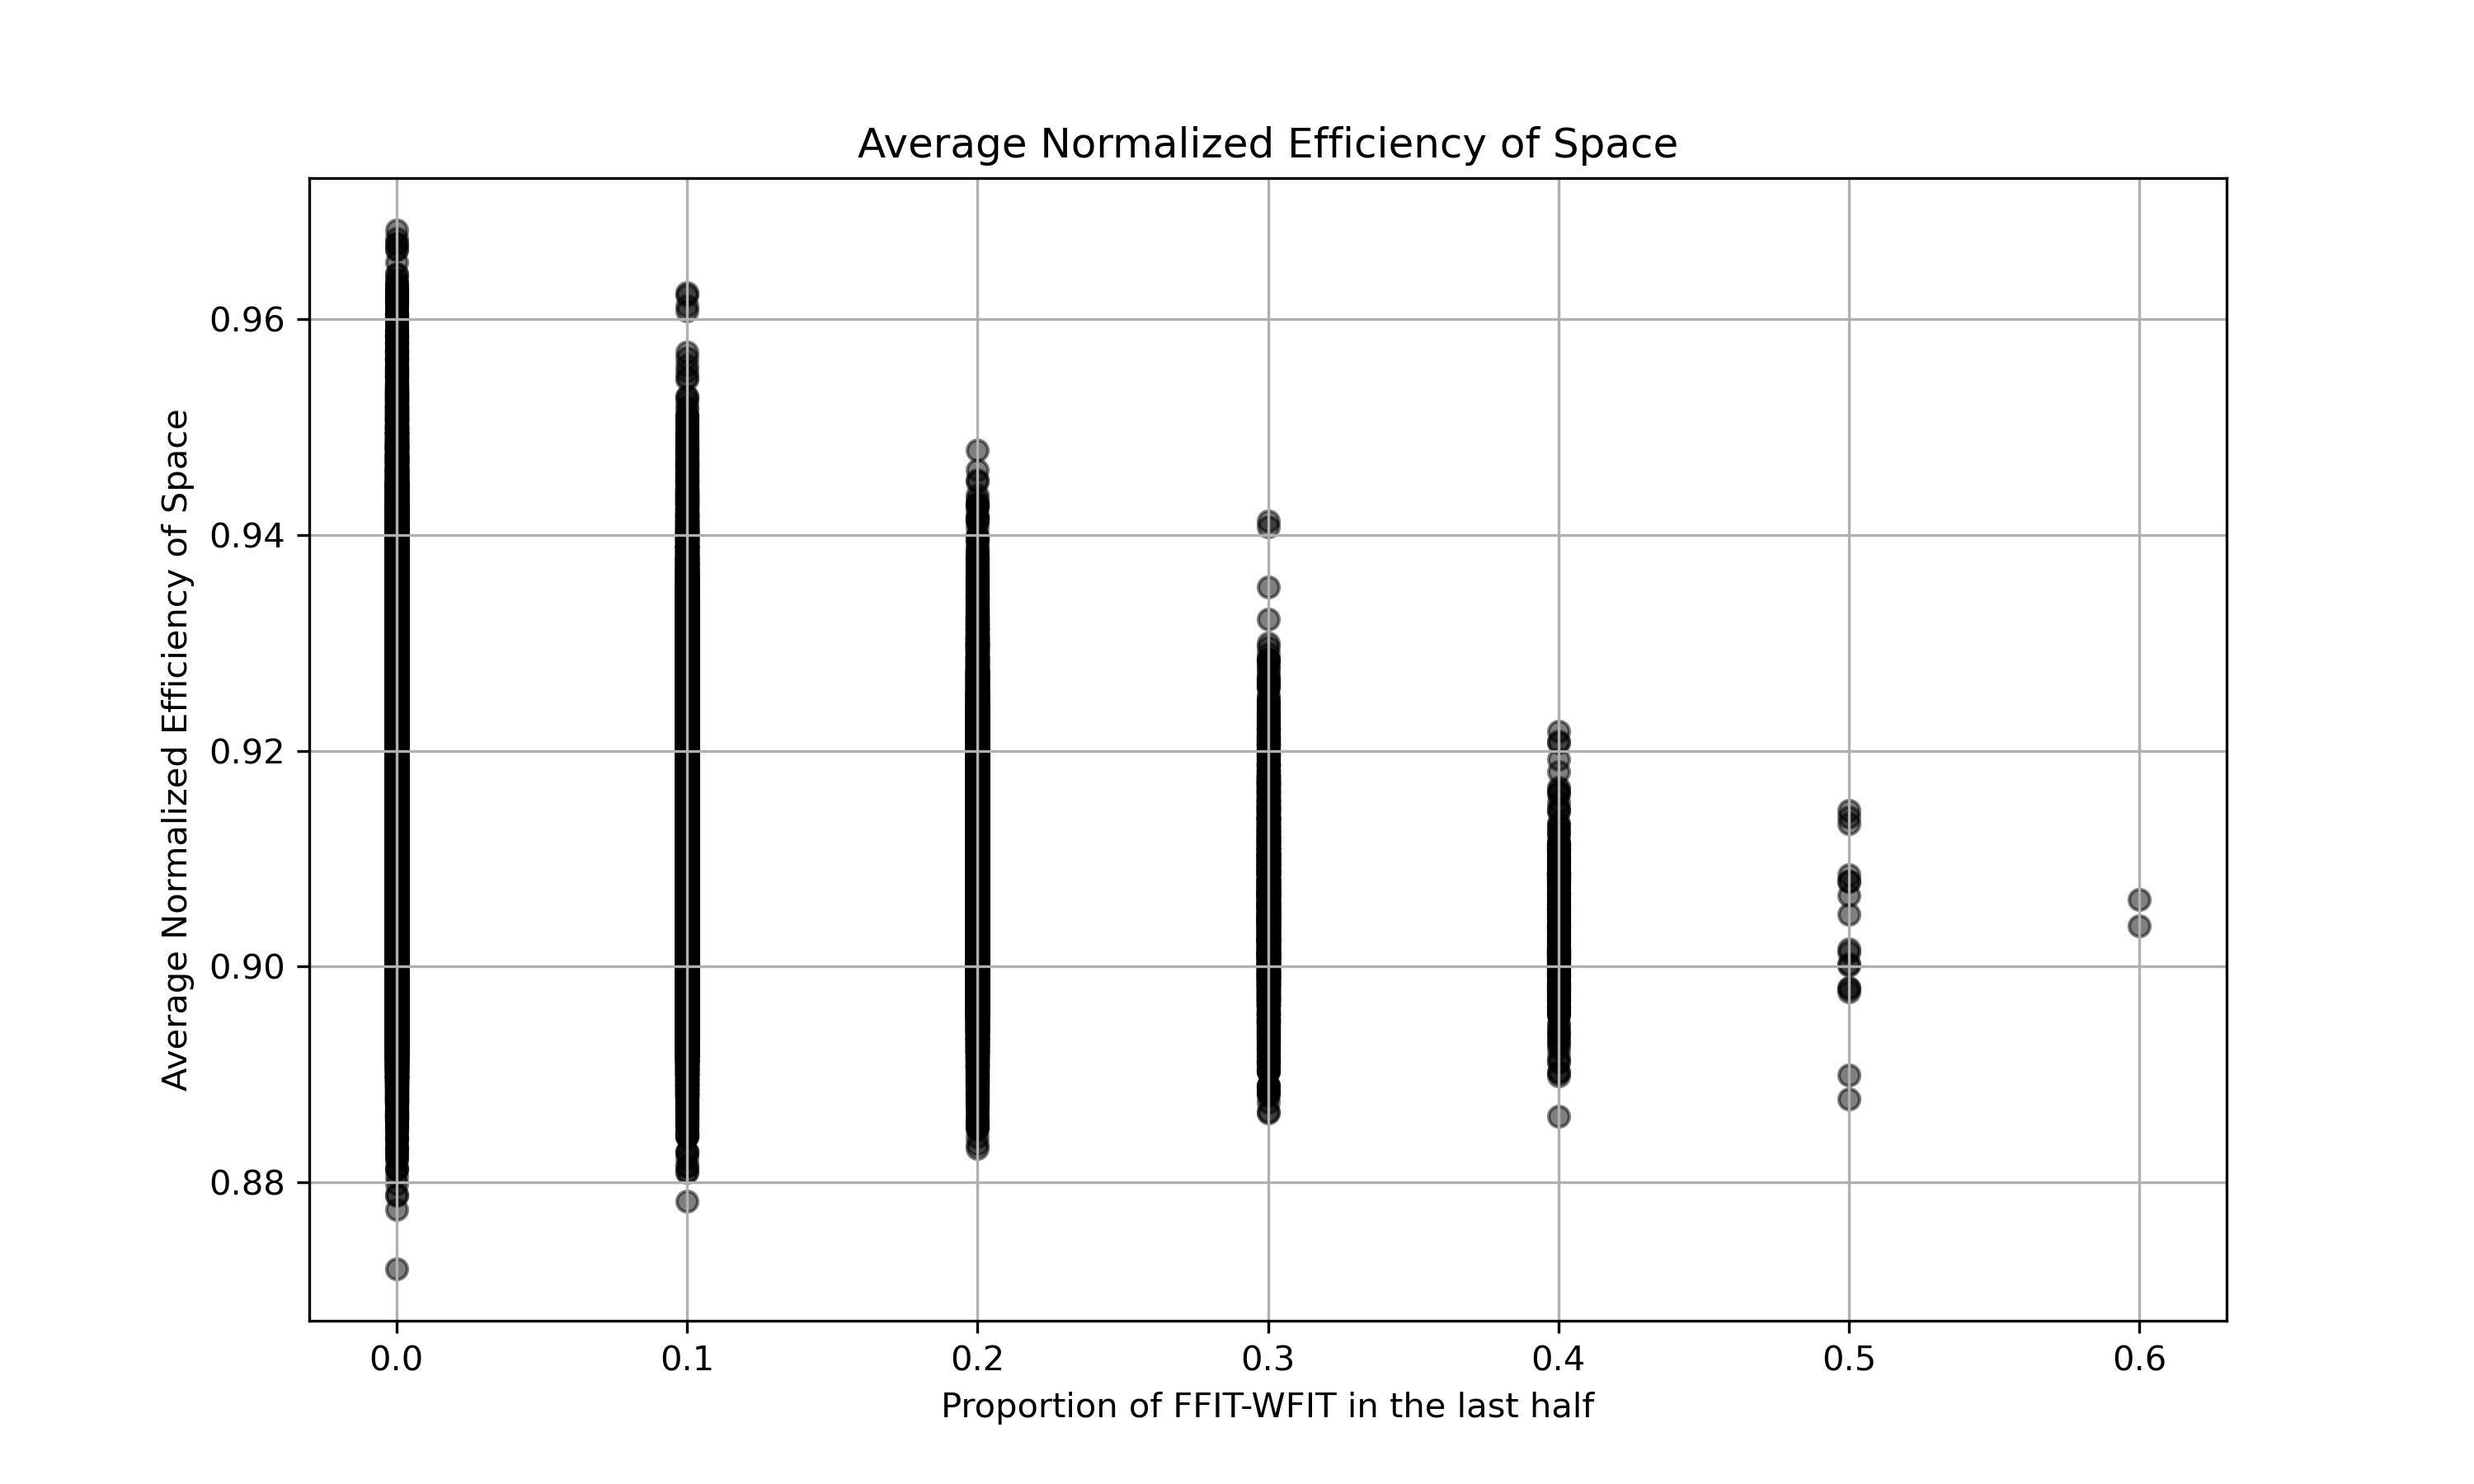 Average Normalized Efficiency of Space
Average Normalized Efficiency of Space
0.96
0.94
0.92
0.90
0.88
0.0 0.1 0.2 0.3 0.4 0.5 0.6
Proportion of FFIT-WFIT in the last half